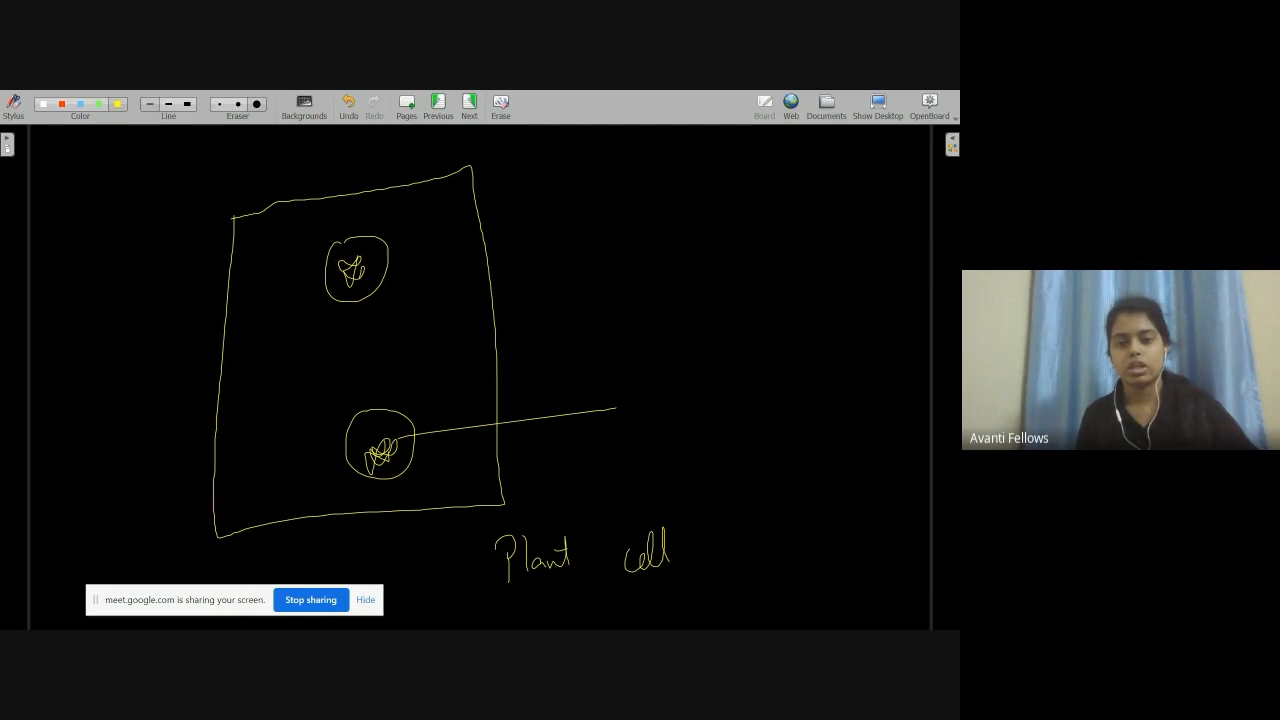 Stylus
Color
Line
Eraser
Backgrounds
Undo
Redo
Pages
Previous
Next
Erase
Board
Web
Documents
Show Desktop
OpenBoard
Plant cell
meet.google.com is sharing your screen.
Stop sharing
Hide
Avanti Fellows